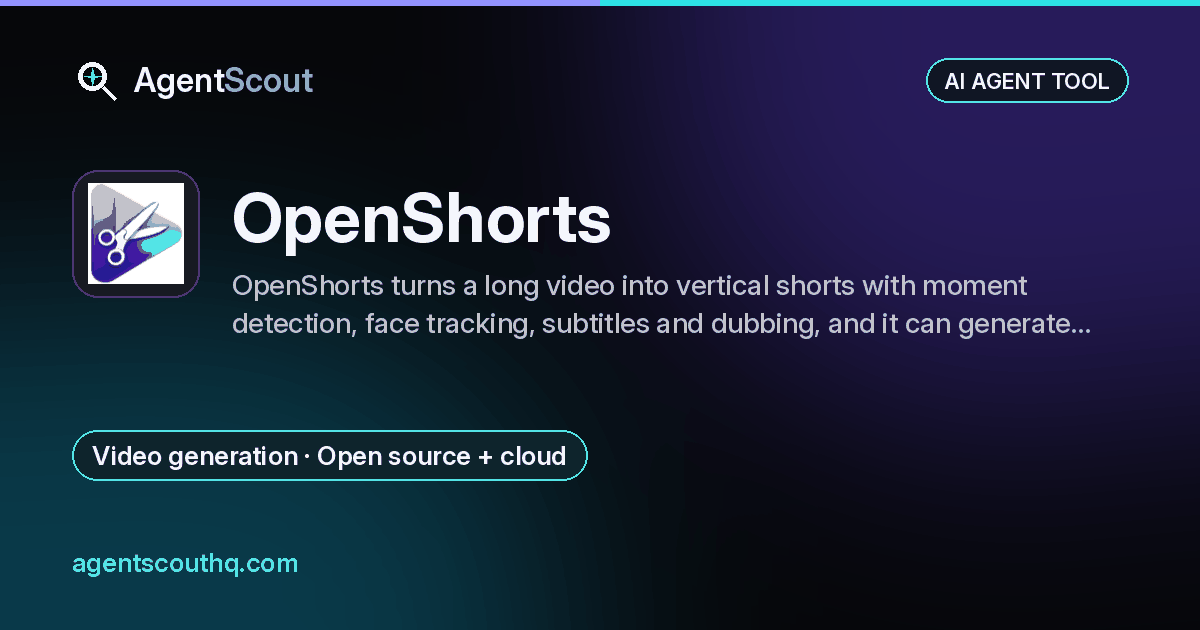 AgentScout
AI AGENT TOOL
OpenShorts
OpenShorts turns a long video into vertical shorts with moment
detection, face tracking, subtitles and dubbing, and it can generate...
Video generation · Open source + cloud
agentscouthq.com